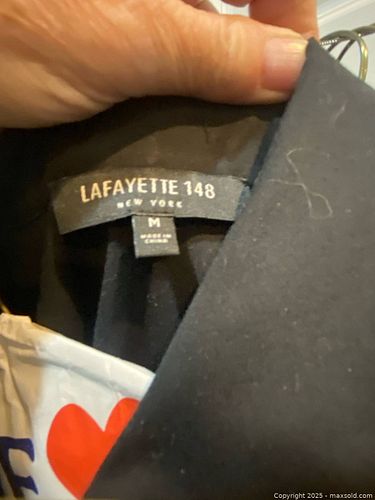 LAFAYETTE 148
NEW YORK
M
MADE IN
CHINA
E
Copyright © 2025 - maxsold.com